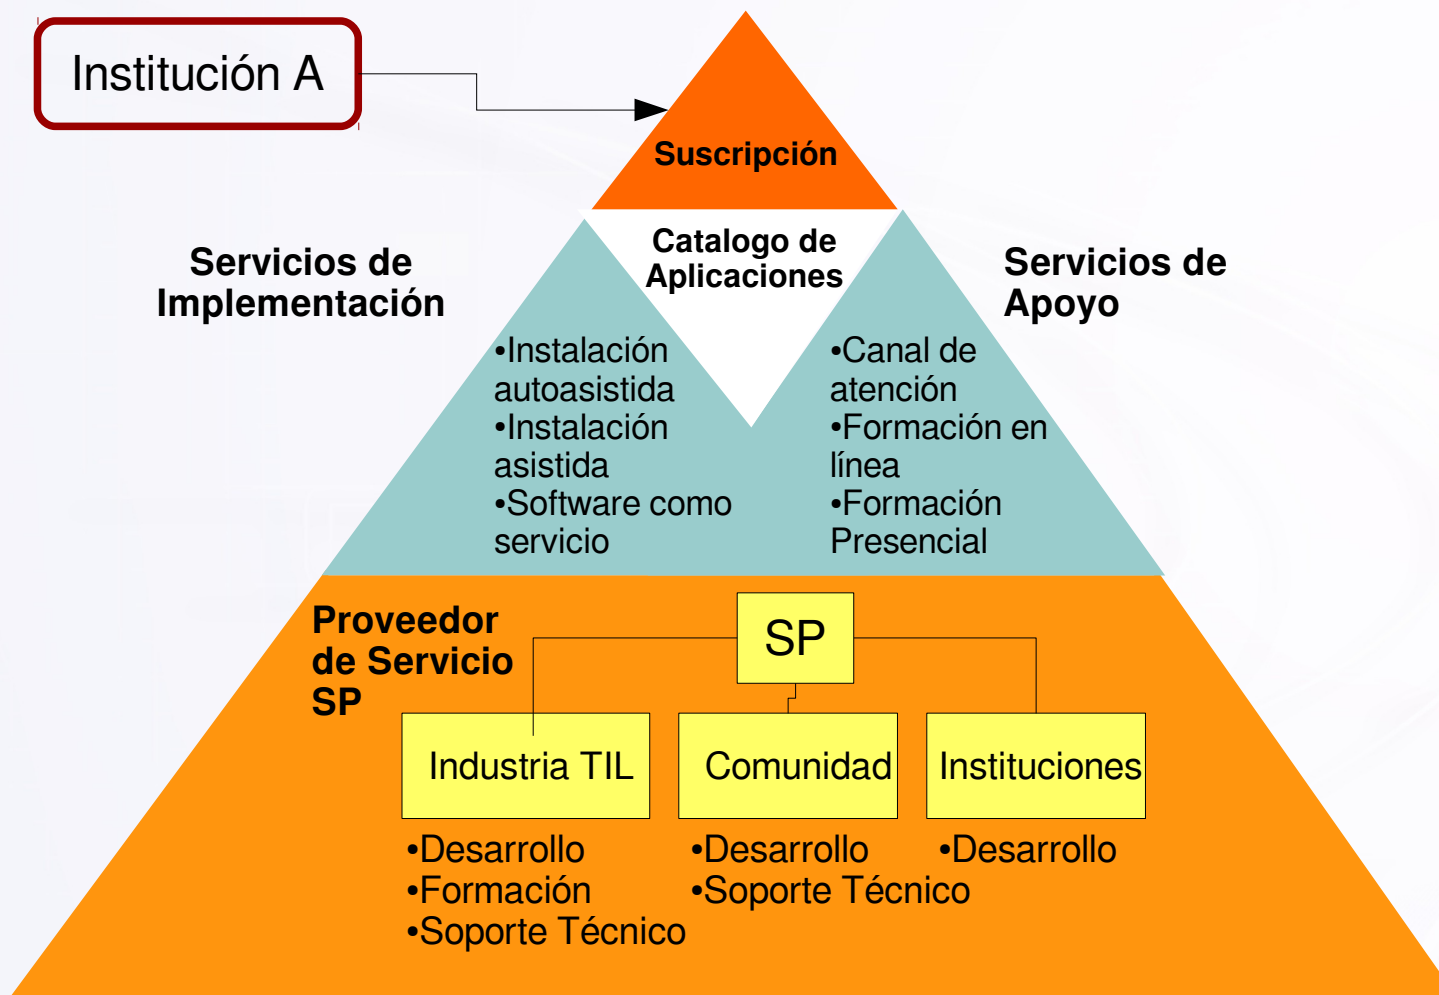 Institución A
Suscripción
Catalogo de
Aplicaciones
Servicios de
Implementación
Servicios de
Apoyo
•Instalación
autoasistida
•Instalación
asistida
•Software como
servicio
•Canal de
atención
•Formación en
línea
•Formación
Presencial
Proveedor
de Servicio
SP
SP
Industria TIL
Comunidad
Instituciones
•Desarrollo
•Formación
•Soporte Técnico
•Desarrollo
•Soporte Técnico
•Desarrollo